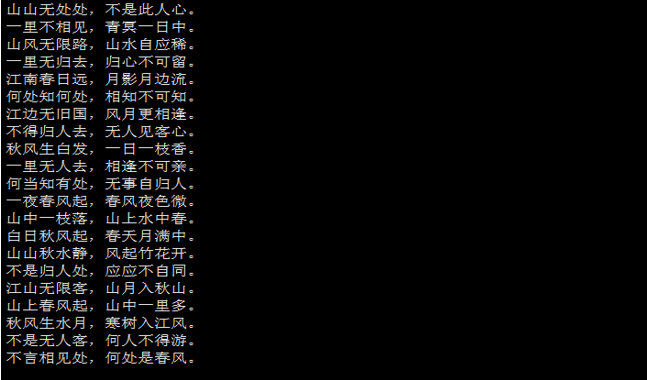 山山无处处，不是此人心。
一里不相见，青冥一日中。
山风无限路，山水自应稀。
一里无归去，归心不可留。
江南春日远，月影月边流。
何处知何处，相知不可知。
江边无旧国，风月更相逢。
不得归人去，无人见客心。
秋风生白发，一日一枝香。
一里无人去，相逢不可亲。
何当知有处，无事自归人。
一夜春风起，春风夜色微。
山中一枝落，山上水中春。
白日秋风起，春天月满中。
山山秋水静，风起竹花开。
不是归人处，应应不自同。
江山无限客，山月入秋山。
山上春风起，山中一里多。
秋风生水月，寒树入江风。
不是无人客，何人不得游。
不言相见处，何处是春风。